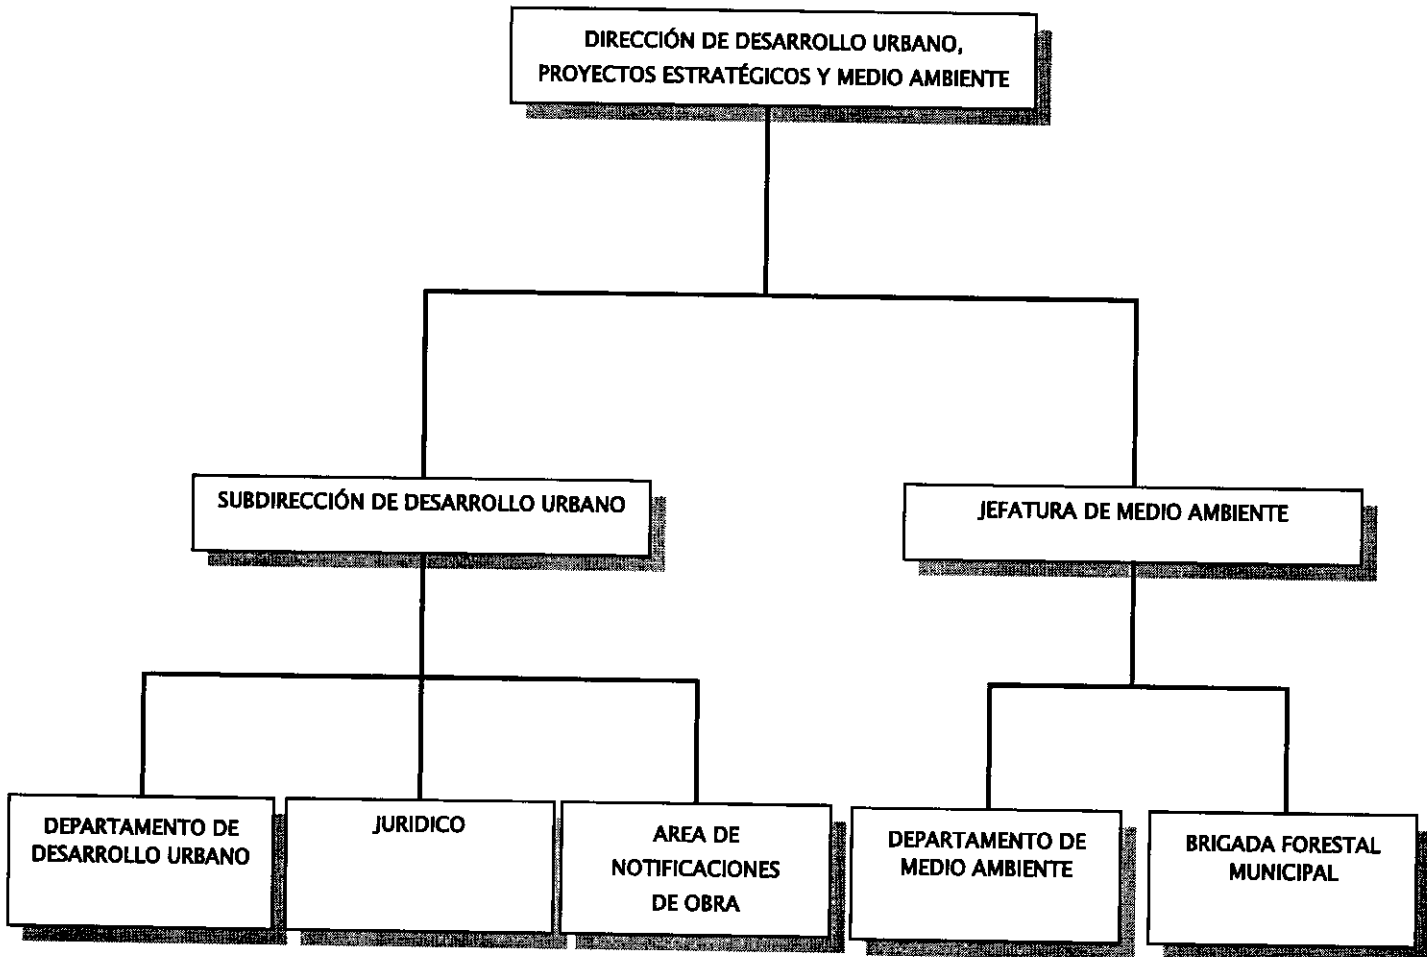 DIRECCIÓN DE DESARROLLO URBANO,
PROYECTOS ESTRATÉGICOS Y MEDIO AMBIENTE
SUBDIRECCIÓN DE DESARROLLO URBANO
JEFATURA DE MEDIO AMBIENTE
DEPARTAMENTO DE
DESARROLLO URBANO
JURIDICO
AREA DE
NOTIFICACIONES
DE OBRA
DEPARTAMENTO DE
MEDIO AMBIENTE
BRIGADA FORESTAL
MUNICIPAL